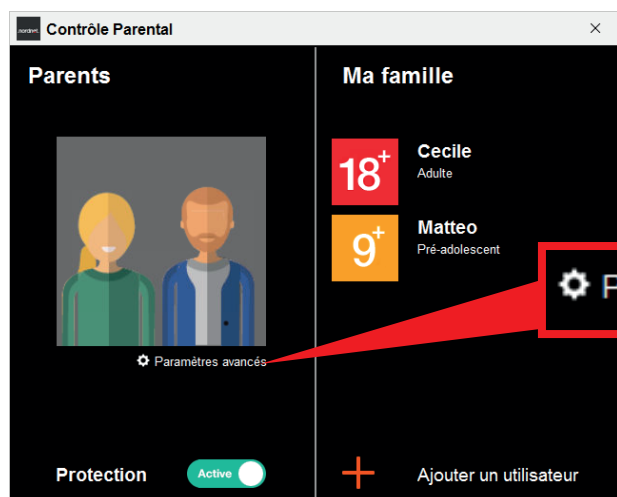 nordnet.
Contrôle Parental
Parents
Ma famille
18+
Cecile
Adulte
9+
Matteo
Pré-adolescent
P
Paramètres avancés
Protection
Active
Ajouter un utilisateur